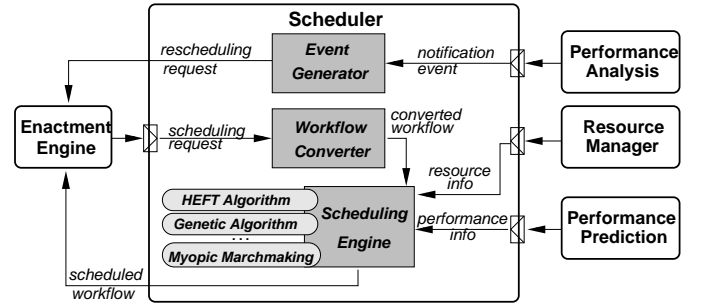 Scheduler
rescheduling
request
Event
Generator
notification
event
Performance
Analysis
Enactment
Engine
scheduling
request
Workflow
Converter
converted
workflow
Resource
Manager
resource
info
HEFT Algorithm
Genetic Algorithm
...
Myopic Marchmaking
Scheduling
Engine
performance
info
Performance
Prediction
scheduled
workflow